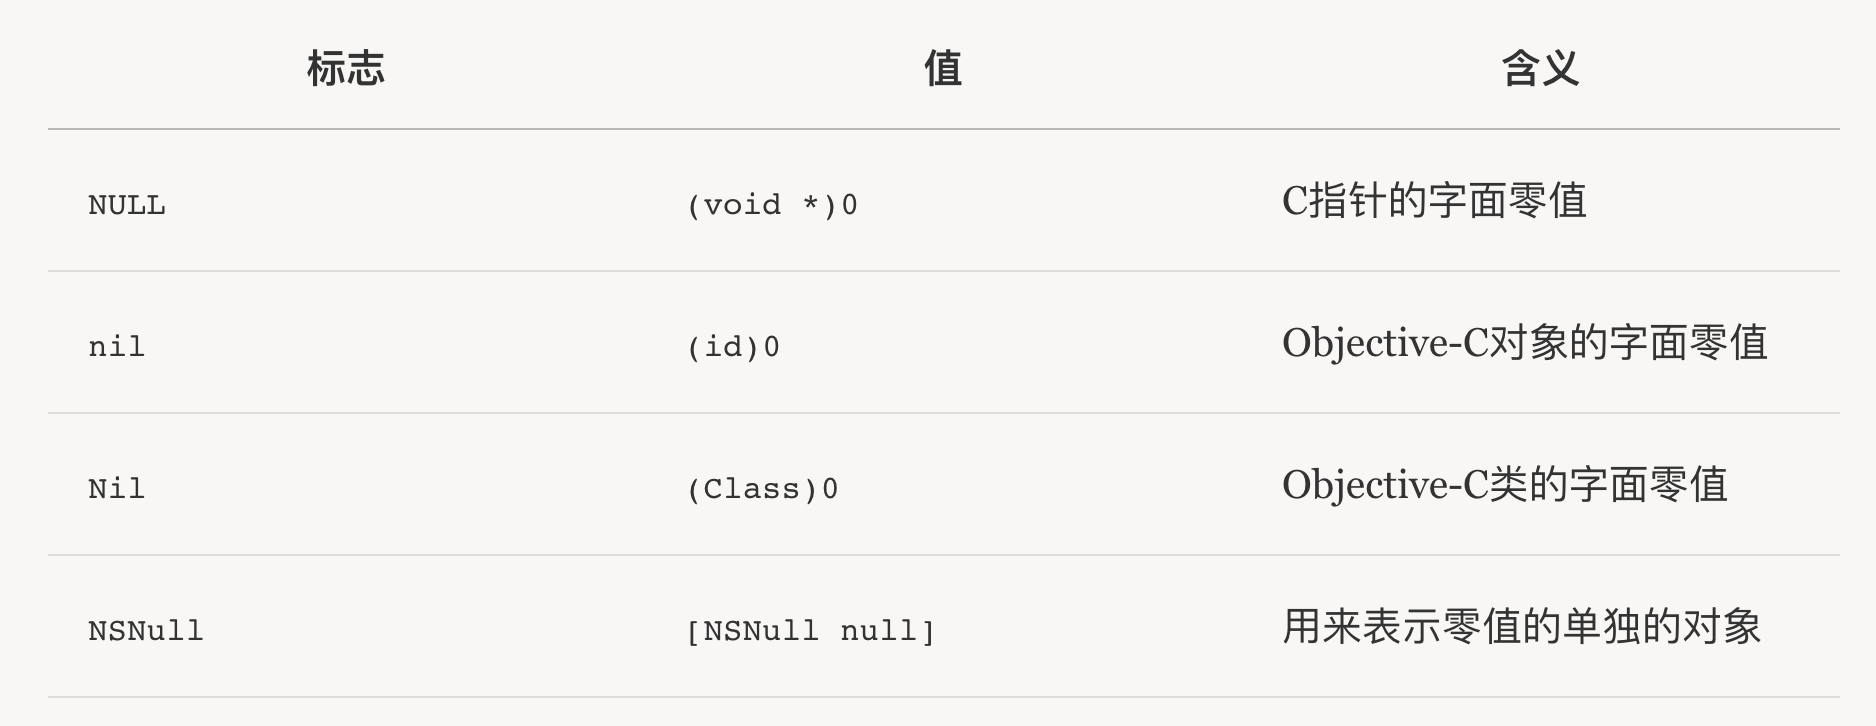 标志 值 含义
NULL (void *)0 C指针的字面零值
nil (id)0 Objective-C对象的字面零值
Nil (Class)0 Objective-C类的字面零值
NSNull [NSNull null] 用来表示零值的单独的对象